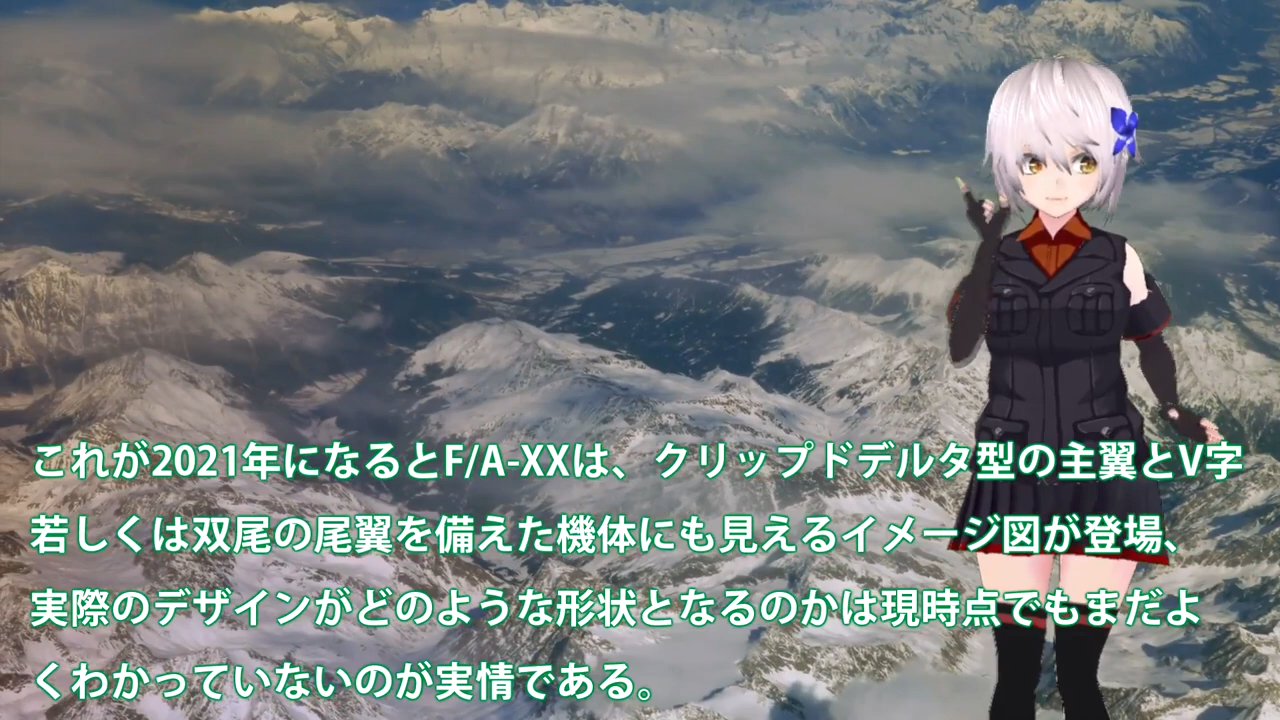 これが2021年になるとF/A-XXは、クリップドデルタ型の主翼とV字
若しくは双尾の尾翼を備えた機体にも見えるイメージ図が登場、
実際のデザインがどのような形状となるのかは現時点でもまだよ
くわかっていないのが実情である。